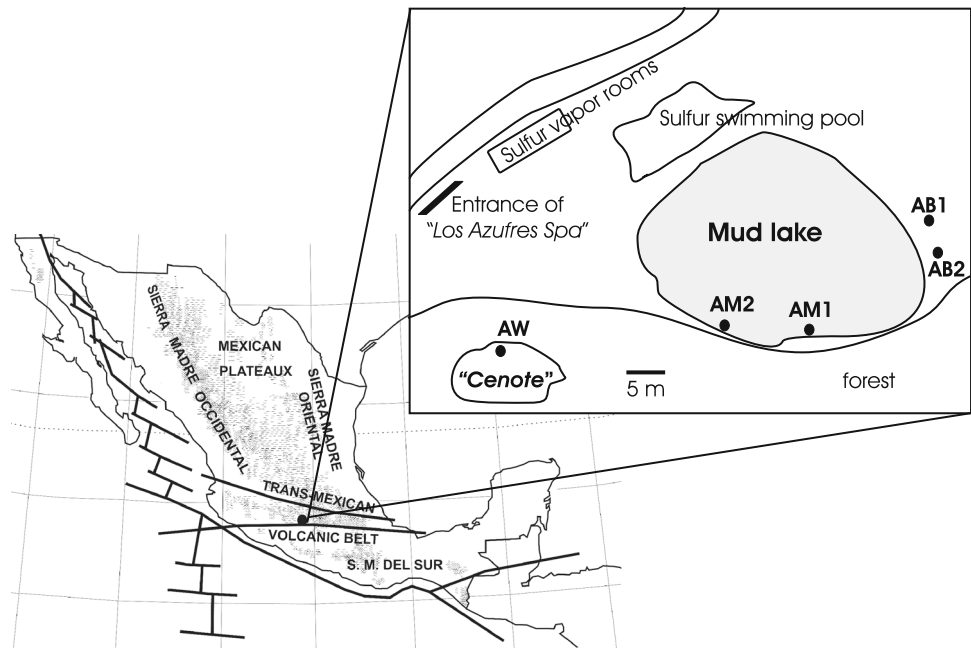 Sulfur vapor rooms
Sulfur swimming pool
Entrance of
"Los Azufres Spa"
Mud lake
AB1
AB2
AM2
AM1
AW
"Cenote"
5 m
forest
SIERRA MADRE OCCIDENTAL
MEXICAN
PLATEAUX
SIERRA MADRE
ORIENTAL
TRANS-MEXICAN
VOLCANIC BELT
S. M. DEL SUR